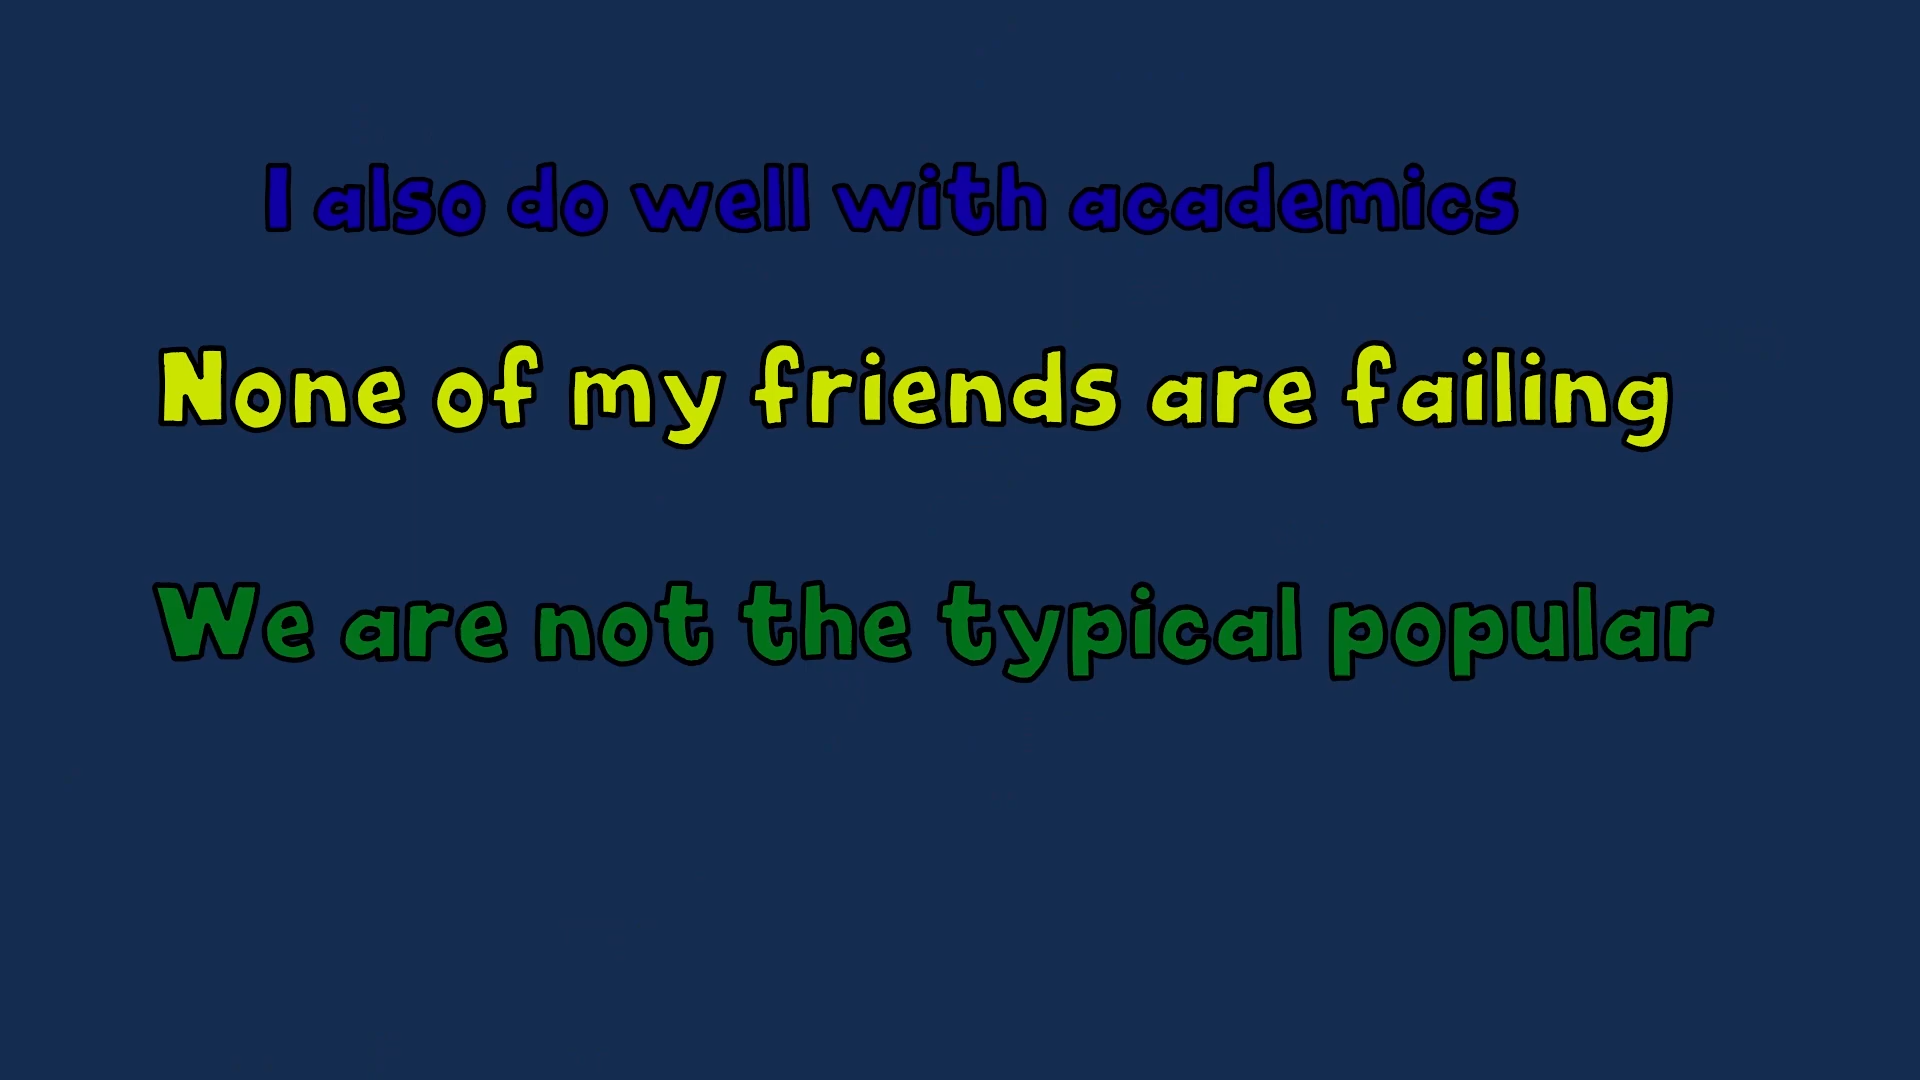 I also do well with academics
None of my friends are failing
We are not the typical popular